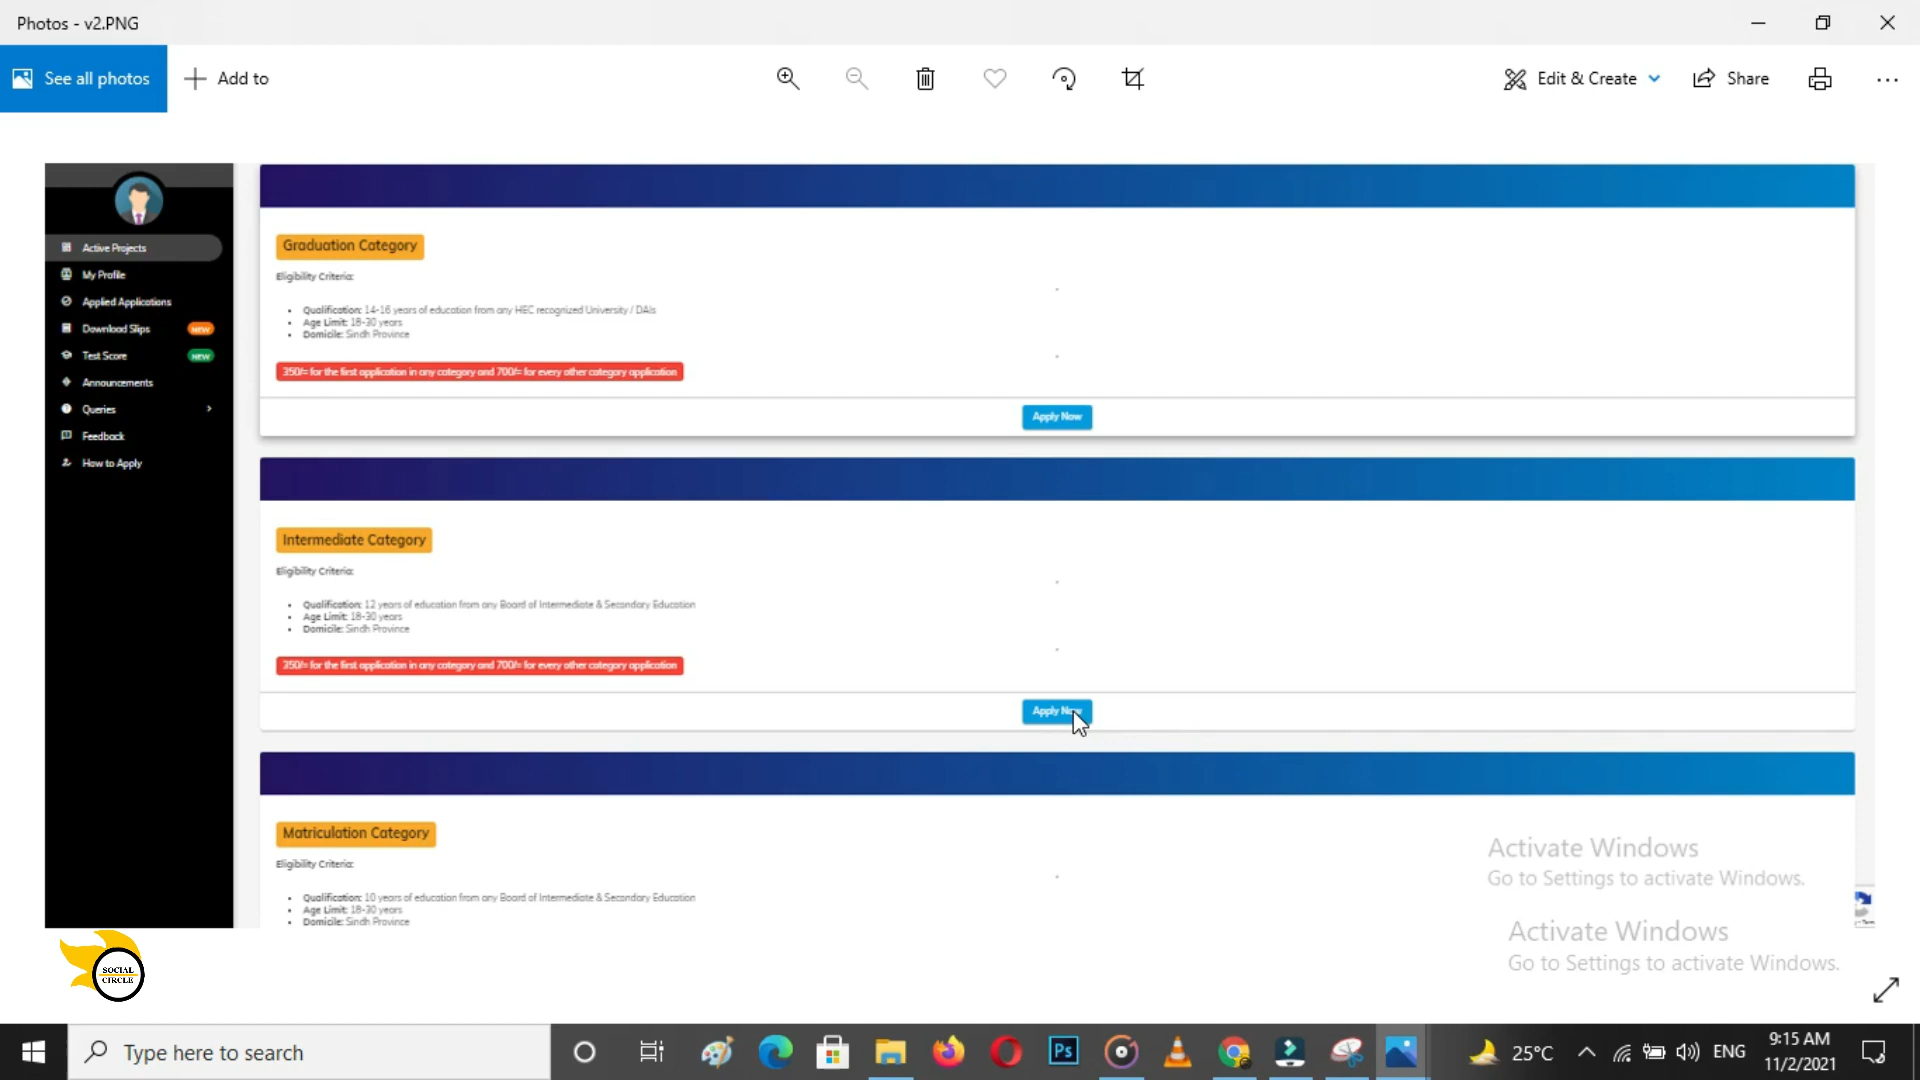 Photos - v2.PNG
See all photos
Add to
Edit & Create
Share
Active Projects
My Profile
Applied Applications
Download Slips NEW
Test Score NEW
Announcements
Queries
Feedback
How to Apply
Graduation Category
Eligibility Criteria:
Qualification: 14-16 years of education from any HEC recognized University / DAIs
Age Limit: 18-30 years
Domicile: Sindh Province
350/= for the first application in any category and 700/= for every other category application
Apply Now
Intermediate Category
Eligibility Criteria:
Qualification: 12 years of education from any Board of Intermediate & Secondary Education
Age Limit: 18-30 years
Domicile: Sindh Province
350/= for the first application in any category and 700/= for every other category application
Apply Now
Matriculation Category
Eligibility Criteria:
Qualification: 10 years of education from any Board of Intermediate & Secondary Education
Age Limit: 18-30 years
Domicile: Sindh Province
Activate Windows
Go to Settings to activate Windows.
Activate Windows
Go to Settings to activate Windows.
SOCIAL
CIRCLE
Type here to search
Ps
25°C
ENG
9:15 AM
11/2/2021